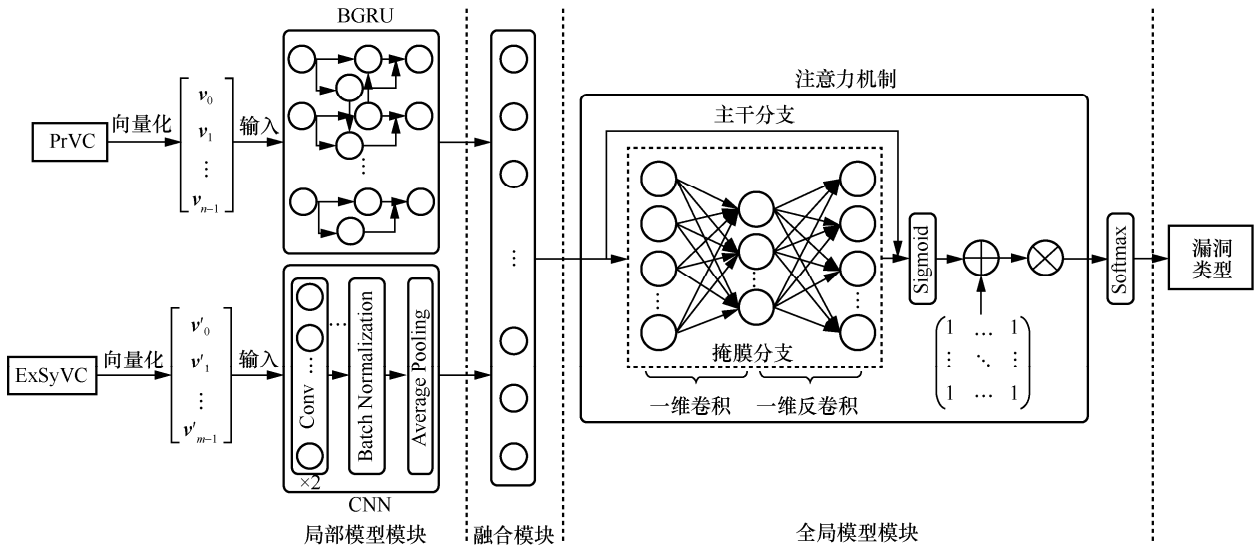 BGRU
PrVC
向量化
v0
v1
⋮
vn−1
输入
⋮
ExSyVC
向量化
v′0
v′1
⋮
v′m−1
输入
Conv
⋮
×2
…
Batch Normalization
Average Pooling
CNN
局部模型模块
⋮
融合模块
注意力机制
主干分支
掩膜分支
一维卷积
一维反卷积
Sigmoid
1 … 1
⋮ ⋱ ⋮
1 … 1
Softmax
全局模型模块
漏洞
类型